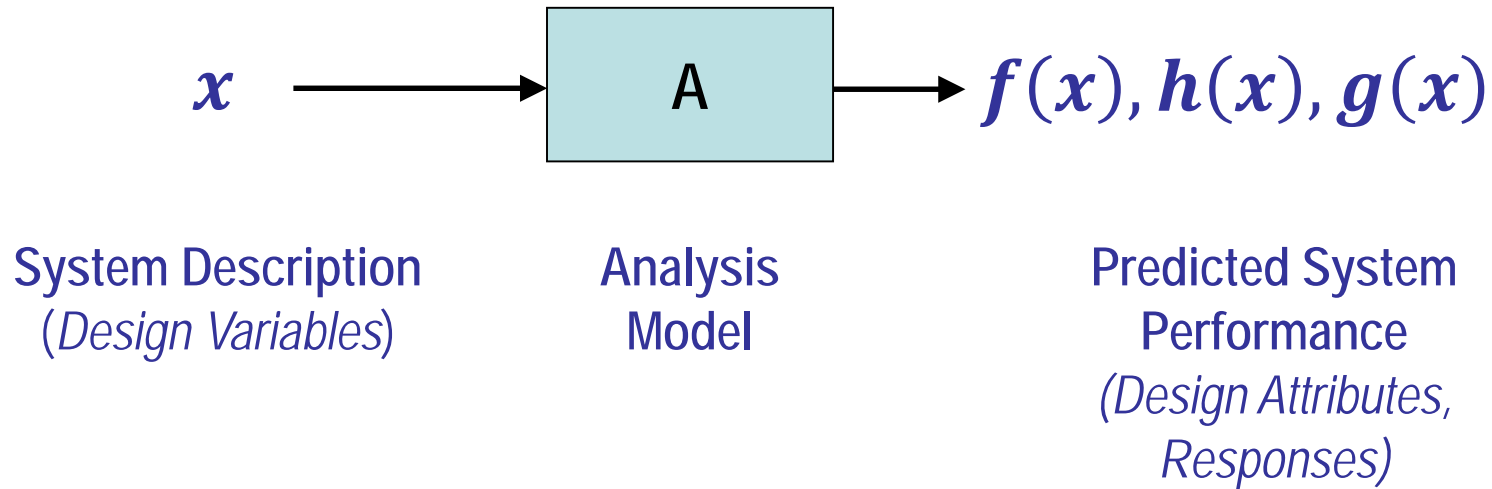 x
A
f(x), h(x), g(x)
System Description
(Design Variables)
Analysis
Model
Predicted System
Performance
(Design Attributes,
Responses)